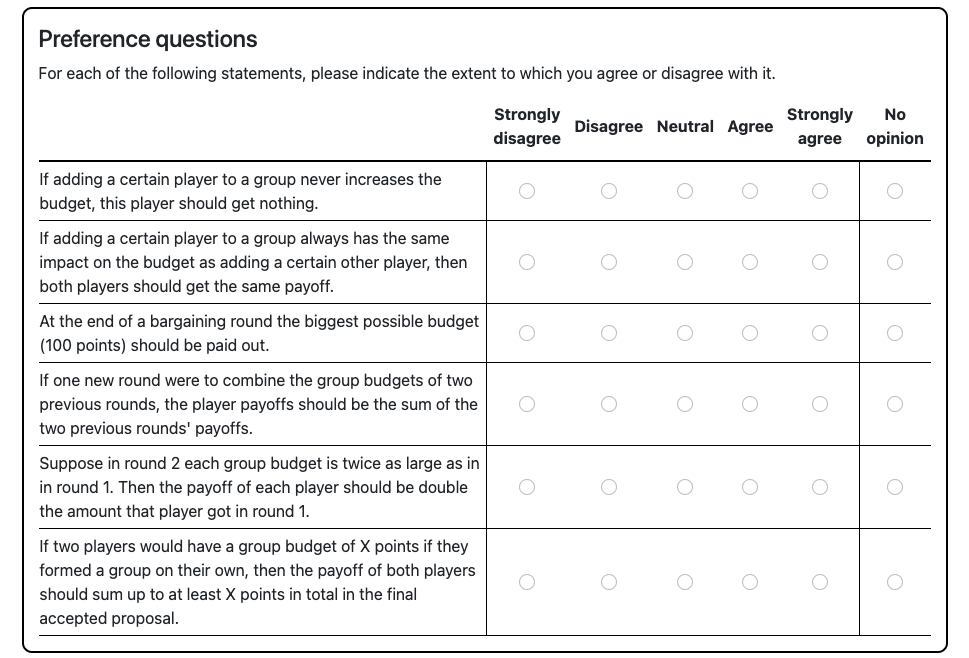 Preference questions
For each of the following statements, please indicate the extent to which you agree or disagree with it.
Strongly disagree Disagree Neutral Agree Strongly agree No opinion
If adding a certain player to a group never increases the
budget, this player should get nothing.
If adding a certain player to a group always has the same
impact on the budget as adding a certain other player, then
both players should get the same payoff.
At the end of a bargaining round the biggest possible budget
(100 points) should be paid out.
If one new round were to combine the group budgets of two
previous rounds, the player payoffs should be the sum of the
two previous rounds' payoffs.
Suppose in round 2 each group budget is twice as large as in
in round 1. Then the payoff of each player should be double
the amount that player got in round 1.
If two players would have a group budget of X points if they
formed a group on their own, then the payoff of both players
should sum up to at least X points in total in the final
accepted proposal.